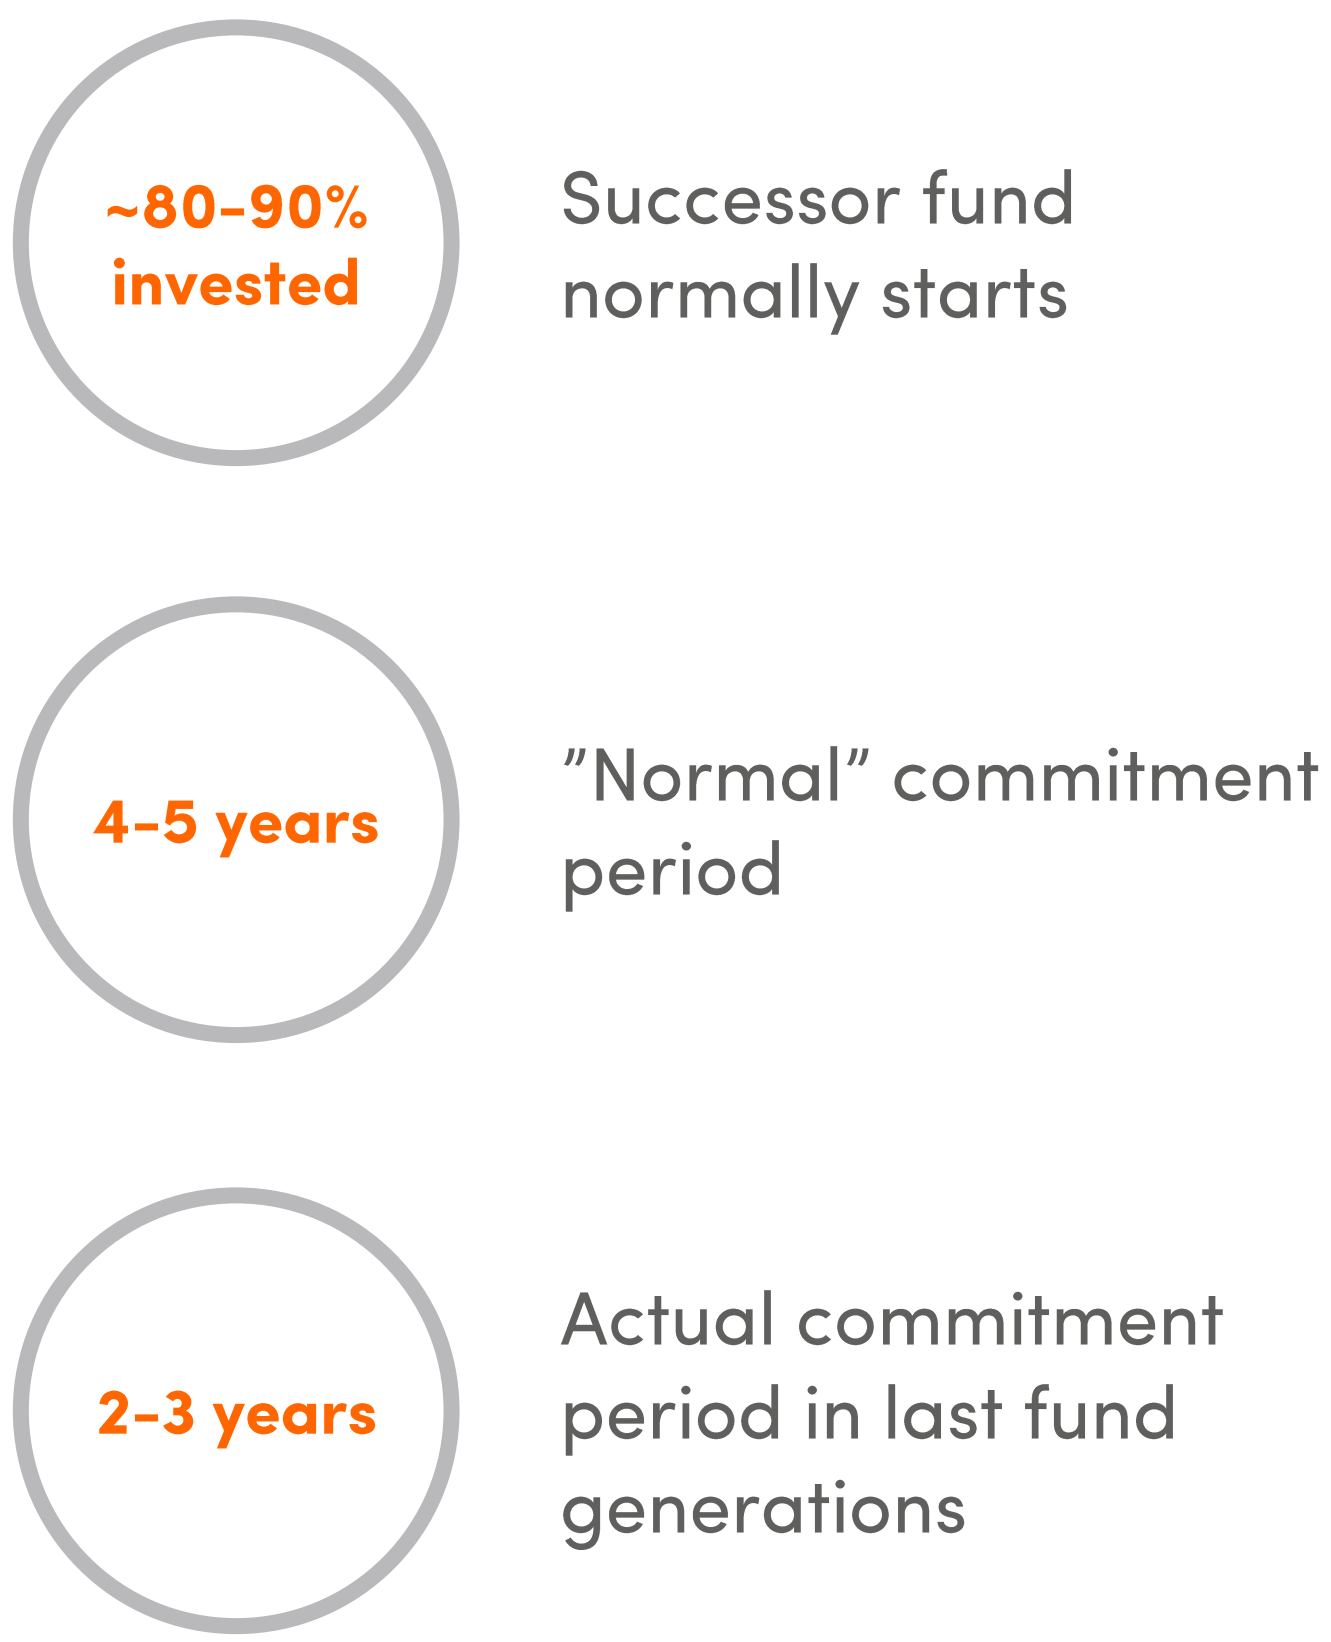 ~80-90%
invested
Successor fund
normally starts
4-5 years
”Normal” commitment
period
2-3 years
Actual commitment
period in last fund
generations